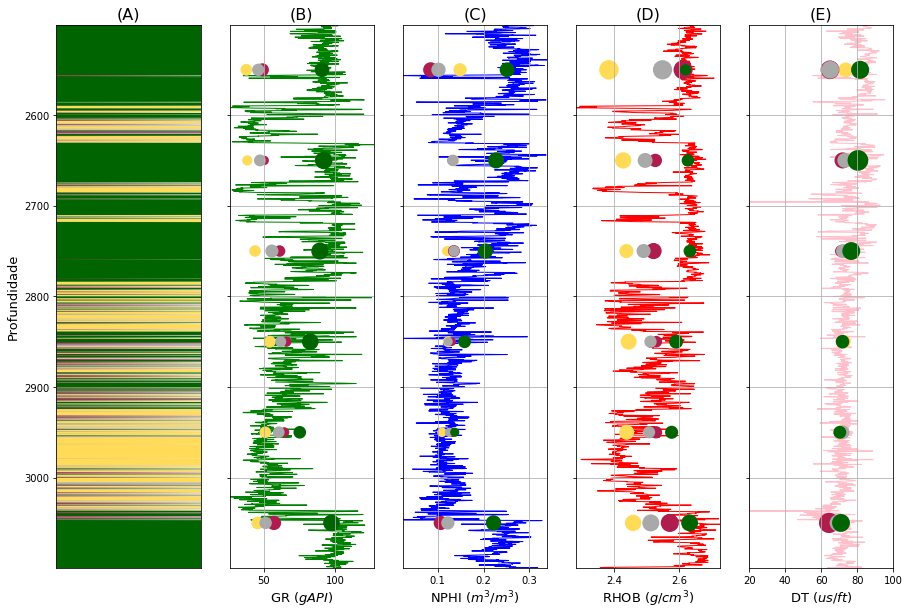 (A) (B) (C) (D) (E)
2600
2700
2800
2900
3000
Profundidade
50 100 0.1 0.2 0.3 2.4 2.6 20 40 60 80 100
GR (gAPI) NPHI (m³/m³) RHOB (g/cm³) DT (us/ft)